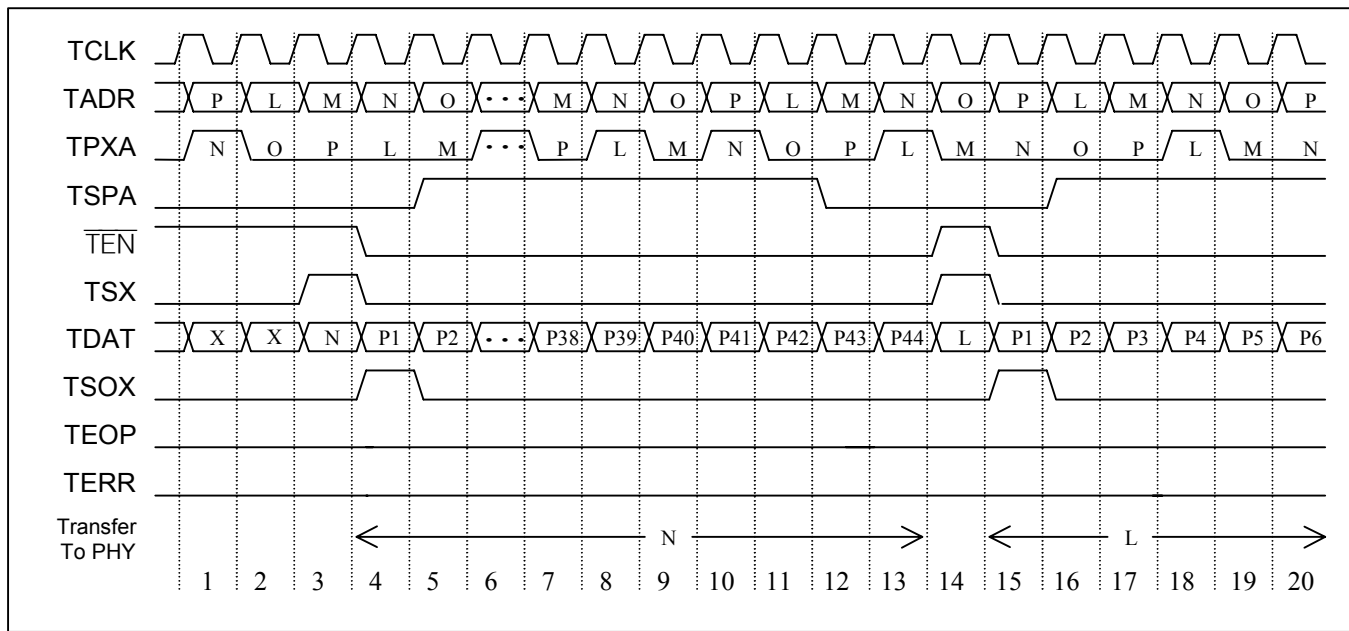 TCLK
TADR P L M N O ... M N O P L M N O P L M N O P
TPXA N O P L M ... P L M N O P L M N O P L M N
TSPA
TEN
TSX
TDAT X X N P1 P2 ... P38 P39 P40 P41 P42 P43 P44 L P1 P2 P3 P4 P5 P6
TSOX
TEOP
TERR
Transfer
To PHY N L
1 2 3 4 5 6 7 8 9 10 11 12 13 14 15 16 17 18 19 20